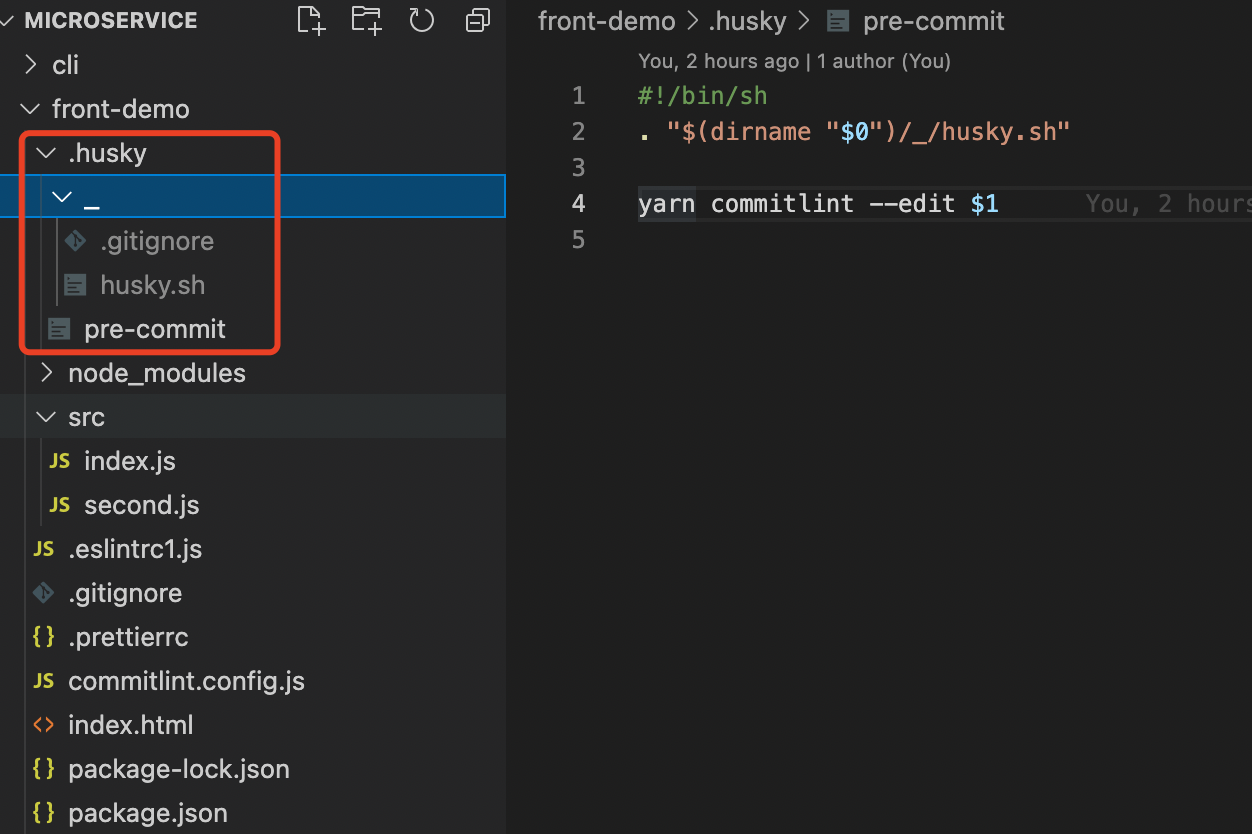 MICROSERVICE
cli
front-demo
.husky
_
.gitignore
husky.sh
pre-commit
node_modules
src
JS index.js
JS second.js
JS .eslintrc1.js
.gitignore
{} .prettierrc
JS commitlint.config.js
<> index.html
{} package-lock.json
{} package.json
front-demo > .husky > pre-commit
You, 2 hours ago | 1 author (You)
1 #!/bin/sh
2 . "$(dirname "$0")/_/husky.sh"
3
4 yarn commitlint --edit $1 You, 2 hours
5